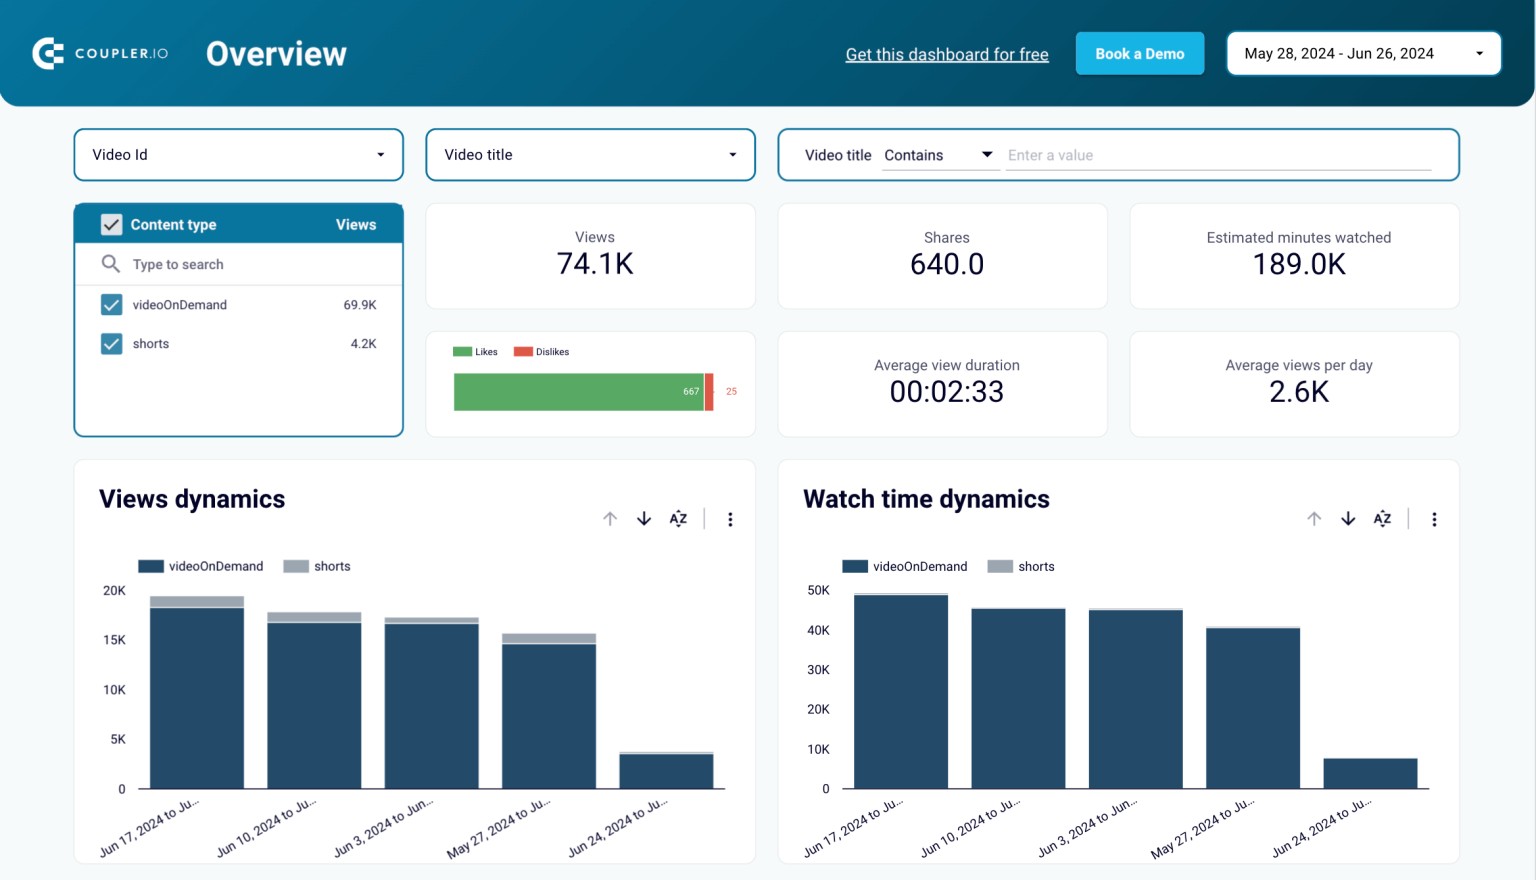 COUPLER.IO
Overview
Get this dashboard for free
Book a Demo
May 28, 2024 - Jun 26, 2024
Video Id
Video title
Video title Contains Enter a value
Content type Views
Type to search
videoOnDemand 69.9K
shorts 4.2K
Views
74.1K
Shares
640.0
Estimated minutes watched
189.0K
Likes Dislikes
667 25
Average view duration
00:02:33
Average views per day
2.6K
Views dynamics
AZ
videoOnDemand shorts
20K
15K
10K
5K
0
Jun 17, 2024 to Ju...
Jun 10, 2024 to Ju...
Jun 3, 2024 to Jun...
May 27, 2024 to Ju...
Jun 24, 2024 to Ju...
Watch time dynamics
AZ
videoOnDemand shorts
50K
40K
30K
20K
10K
0
Jun 17, 2024 to Ju...
Jun 10, 2024 to Ju...
Jun 3, 2024 to Jun...
May 27, 2024 to Ju...
Jun 24, 2024 to Ju...